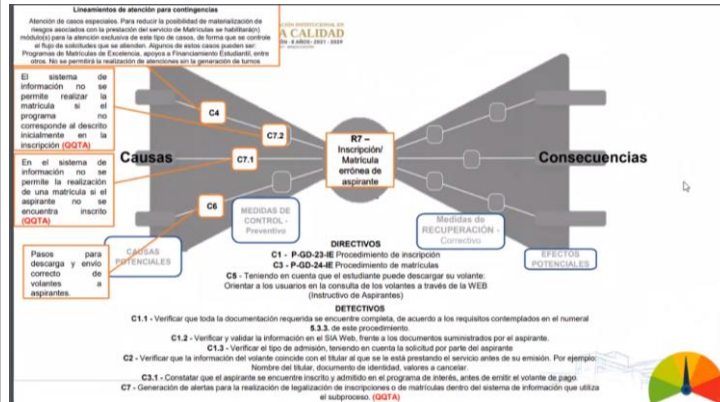 Lineamientos de atención para contingencias
Atención de casos especiales. Para reducir la posibilidad de materialización de
riesgos asociados con la prestación del servicio de Matrículas se habilitará(n)
módulo(s) para la atención exclusiva de este tipo de casos, de forma que se controle
el flujo de solicitudes que se atienden. Algunos de estos casos pueden ser:
Programas de Matrículas de Excelencia, apoyos a Financiamiento Estudiantil, entre
otros. No se permitirá la realización de atenciones sin la generación de turnos
INSTITUCIONAL EN
A CALIDAD
8 AÑOS: 2021 - 2029
El sistema de
información no se
permite realizar la
matrícula si el
programa no
corresponde al descrito
inicialmente en la
inscripción (QQTA)
C4
C7.2
R7 –
Inscripción/
Matrícula
errónea de
aspirante
En el sistema de
información no se
permite la realización
de una matrícula si el
aspirante no se
encuentra inscrito
(QQTA)
Causas
C7.1
Consecuencias
C6
MEDIDAS DE
CONTROL -
Preventivo
Medidas de
RECUPERACIÓN -
Correctivo
Pasos para
descarga y envío
correcto de
volantes a
aspirantes.
CAUSAS
POTENCIALES
EFECTOS
POTENCIALES
DIRECTIVOS
C1 - P-GD-23-IE Procedimiento de inscripción
C3 - P-GD-24-IE Procedimiento de matrículas
C5 - Teniendo en cuenta que el estudiante puede descargar su volante:
Orientar a los usuarios en la consulta de los volantes a través de la WEB
(Instructivo de Aspirantes)
DETECTIVOS
C1.1 - Verificar que toda la documentación requerida se encuentre completa, de acuerdo a los requisitos contemplados en el numeral
5.3.3. de este procedimiento.
C1.2 - Verificar y validar la información en el SIA Web, frente a los documentos suministrados por el aspirante.
C1.3 - Verificar el tipo de admisión, teniendo en cuenta la solicitud por parte del aspirante
C2 - Verificar que la información del volante coincide con el titular al que se le está prestando el servicio antes de su emisión. Por ejemplo:
Nombre del titular, documento de identidad, valores a cancelar.
C3.1 - Constatar que el aspirante se encuentre inscrito y admitido en el programa de interés, antes de emitir el volante de pago.
C7 - Generación de alertas para la realización de legalización de inscripciones o de matrículas dentro del sistema de información que utiliza
el subproceso. (QQTA)